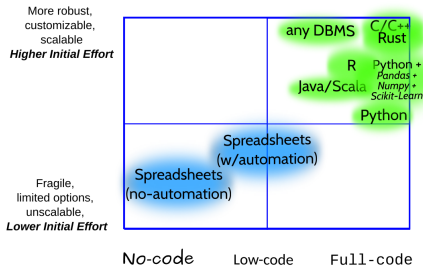 More robust,
customizable,
scalable
Higher Initial Effort
any DBMS
C/C++
Rust
R
Java/Scala
Python +
Pandas +
Numpy +
Scikit-Learn
Python
Spreadsheets
(w/automation)
Spreadsheets
(no-automation)
Fragile,
limited options,
unscalable,
Lower Initial Effort
No-code
Low-code
Full-code